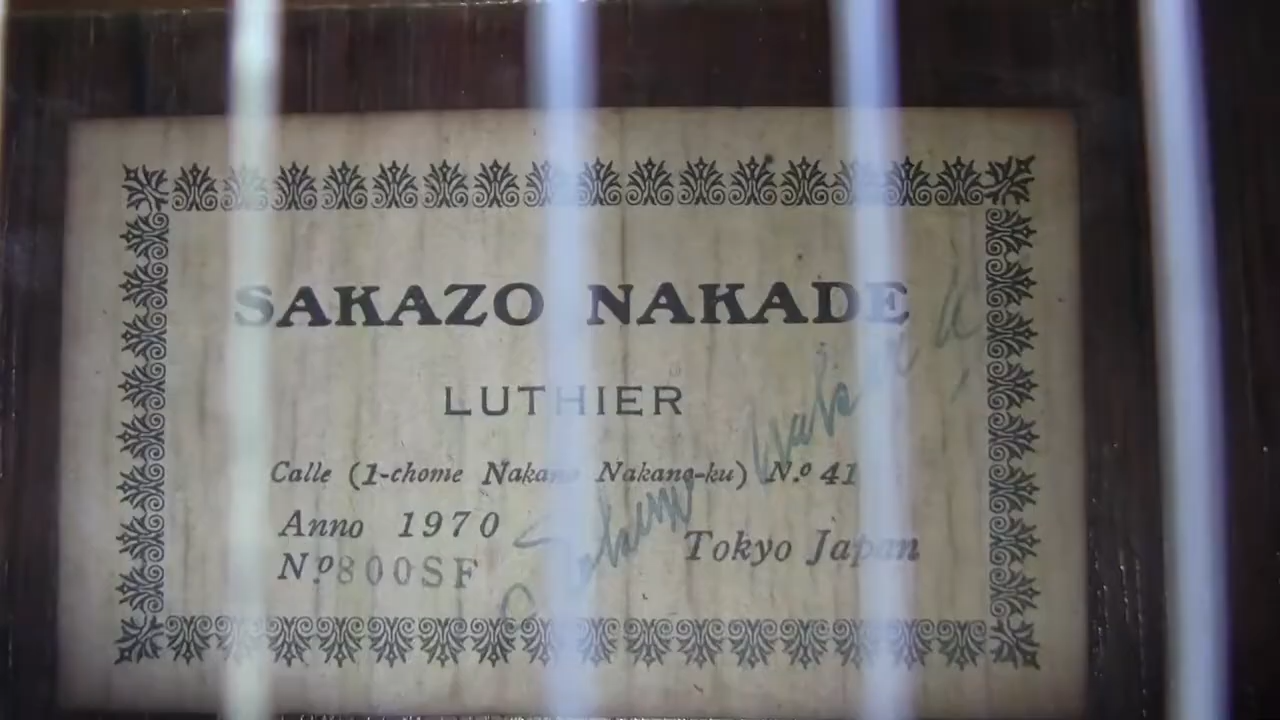 SAKAZO NAKADE
LUTHIER
Calle (1-chome Nakano Nakano-ku) N.º 41
Anno 1970
Tokyo Japan
Nº800SF